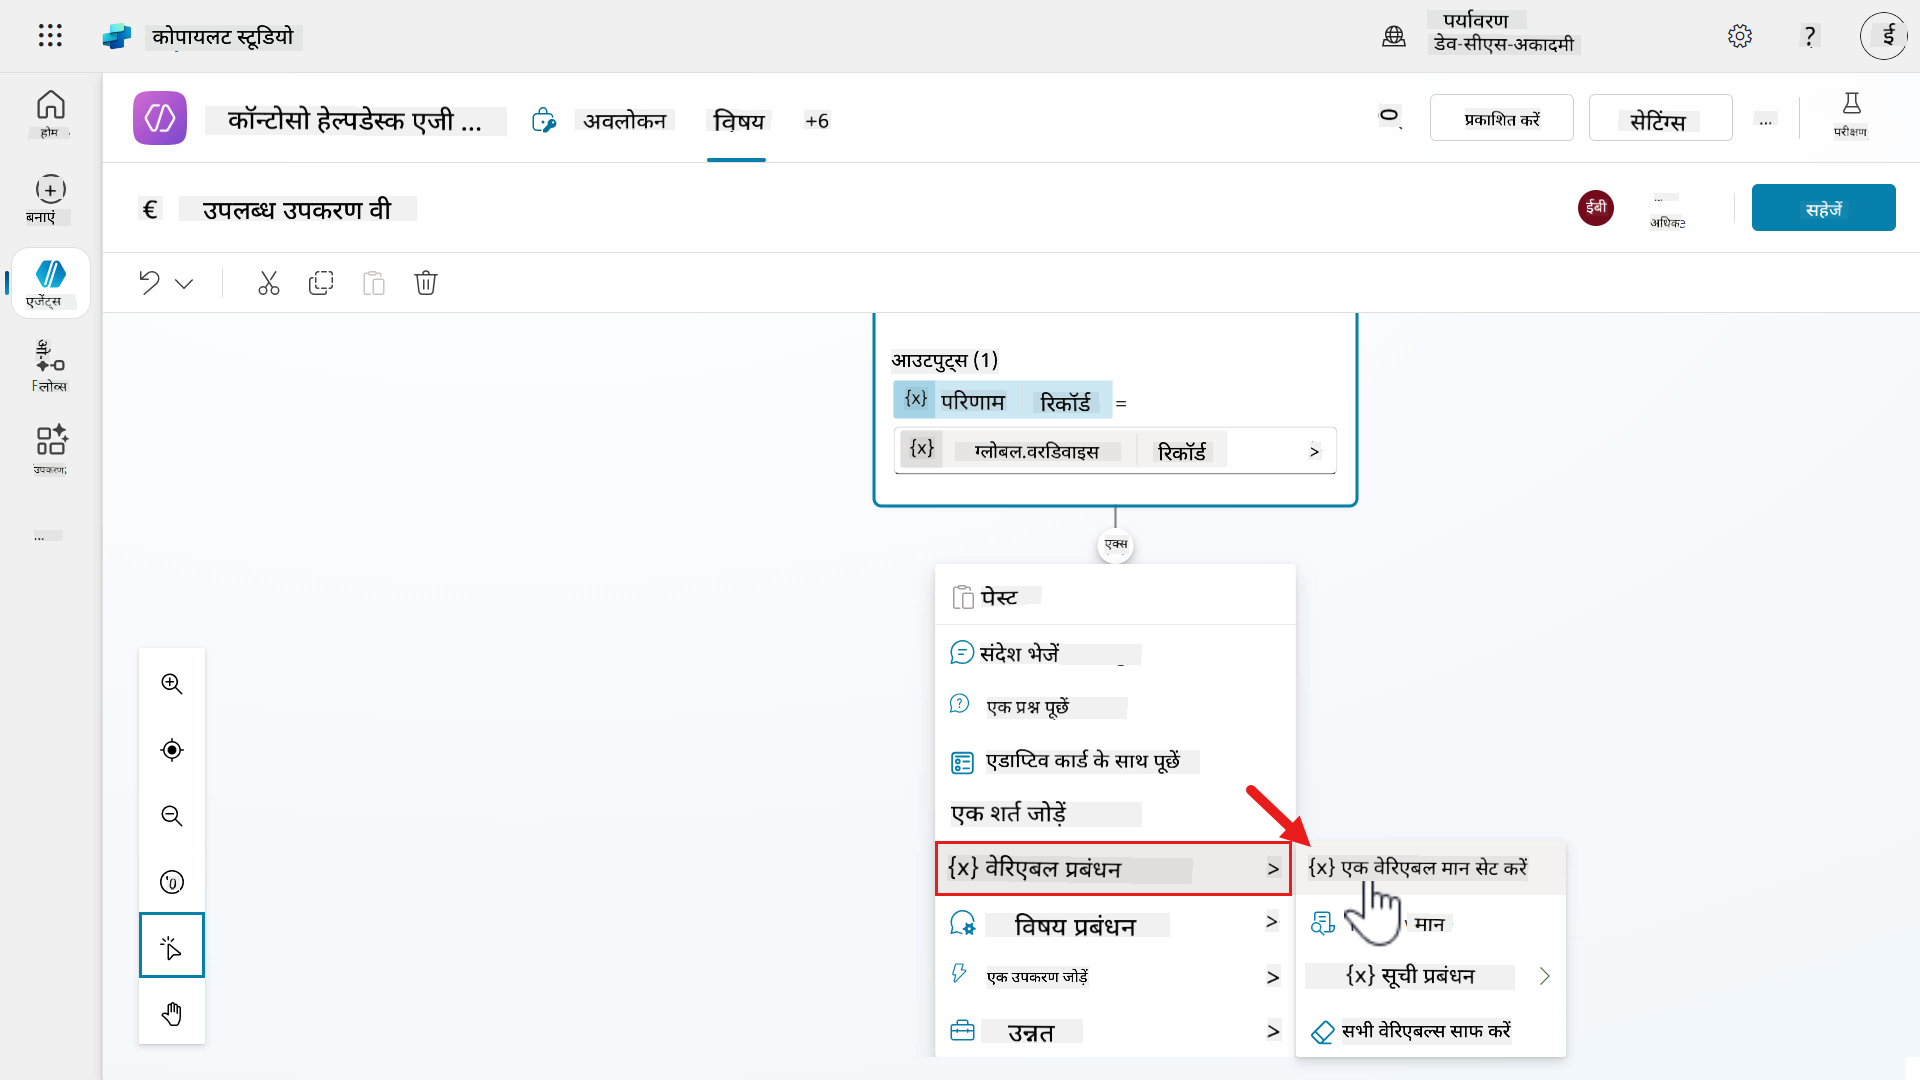 कोपायलट स्टूडियो
पर्यावरण
डेव-सीएस-अकादमी
?
ई
होम
बनाएं
एजेंट्स
फ्लोव्स
उपकरण
...
कॉन्टोसो हेल्पडेस्क एजी ...
अवलोकन
विषय
+6
प्रकाशित करें
सेटिंग्स
...
परीक्षण
€ उपलब्ध उपकरण वी
ईबी
...
अधिक
सहेजें
आउटपुट्स (1)
{x} परिणाम रिकॉर्ड =
{x} ग्लोबल.वरडिवाइस रिकॉर्ड >
एक्स
पेस्ट
संदेश भेजें
एक प्रश्न पूछें
एडाप्टिव कार्ड के साथ पूछें
एक शर्त जोड़ें
{x} वेरिएबल प्रबंधन >
विषय प्रबंधन >
एक उपकरण जोड़ें >
उन्नत >
{x} एक वेरिएबल मान सेट करें
मान
{x} सूची प्रबंधन >
सभी वेरिएबल्स साफ करें